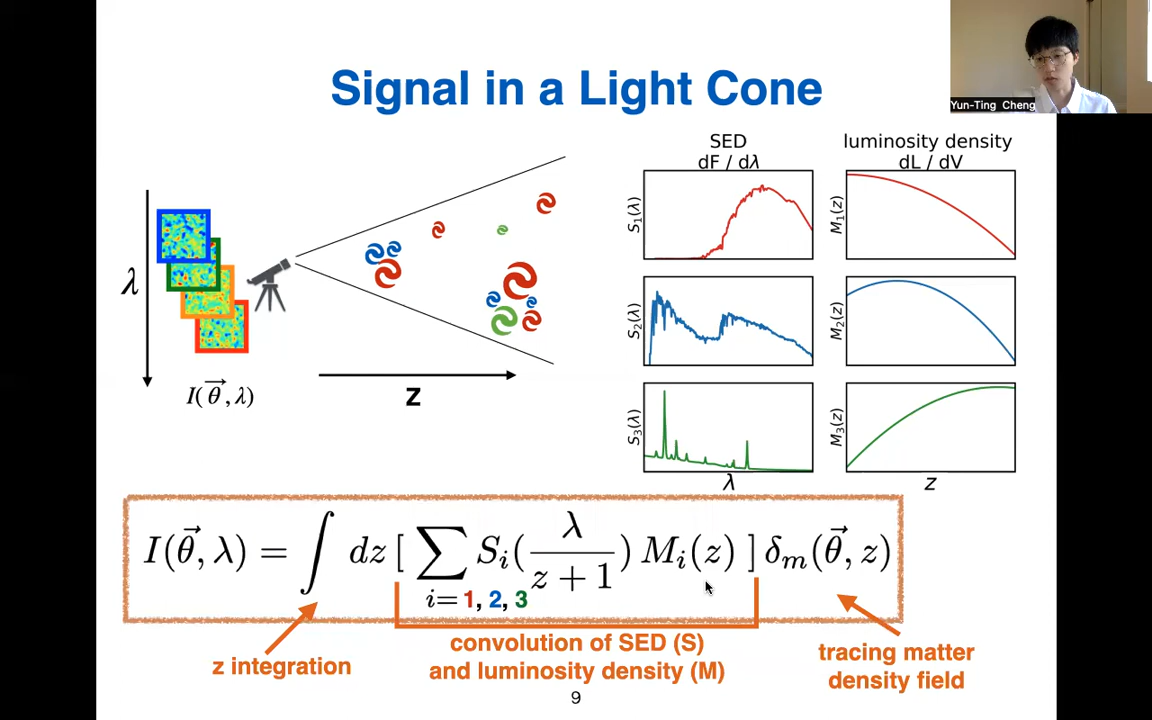 Yun-Ting Cheng
Signal in a Light Cone
λ
I(θ⃗, λ)
z
SED
dF / dλ
luminosity density
dL / dV
S₁(λ)
M₁(z)
S₂(λ)
M₂(z)
S₃(λ)
M₃(z)
λ
z
I(θ⃗, λ) = ∫ dz [ ∑ i=1, 2, 3 Sᵢ(λ/(z + 1)) Mᵢ(z) ] δₘ(θ⃗, z)
z integration
convolution of SED (S)
and luminosity density (M)
tracing matter
density field
9